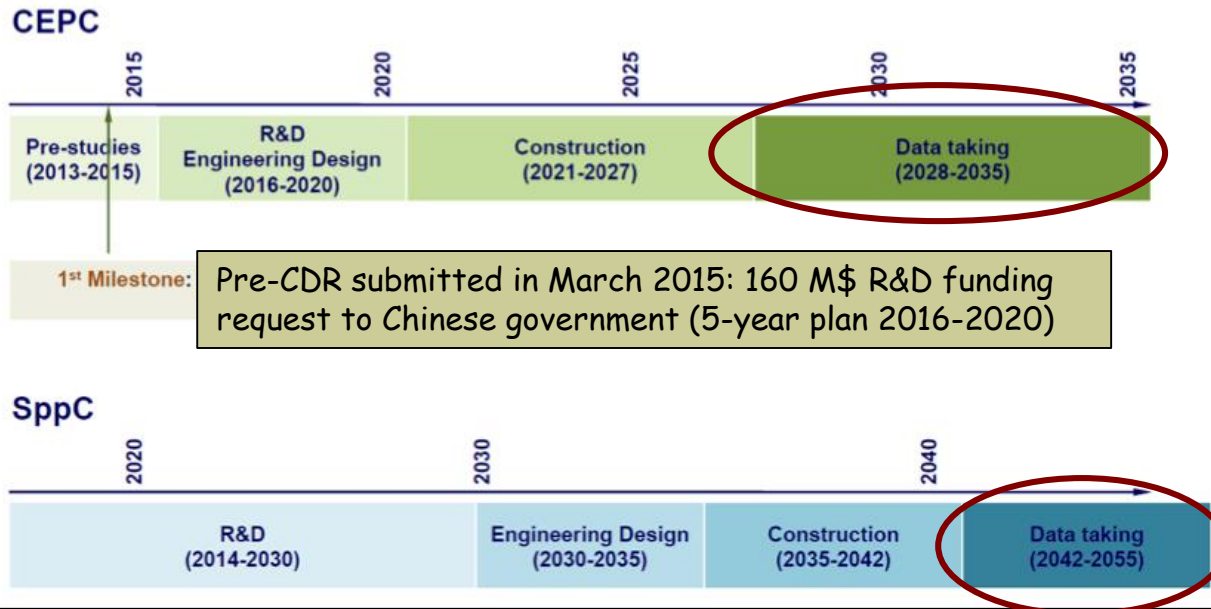 CEPC
2015
2020
2025
2030
2035
Pre-studies
(2013-2015)
R&D
Engineering Design
(2016-2020)
Construction
(2021-2027)
Data taking
(2028-2035)
1st Milestone:
Pre-CDR submitted in March 2015: 160 M$ R&D funding
request to Chinese government (5-year plan 2016-2020)
SppC
2020
2030
2040
R&D
(2014-2030)
Engineering Design
(2030-2035)
Construction
(2035-2042)
Data taking
(2042-2055)